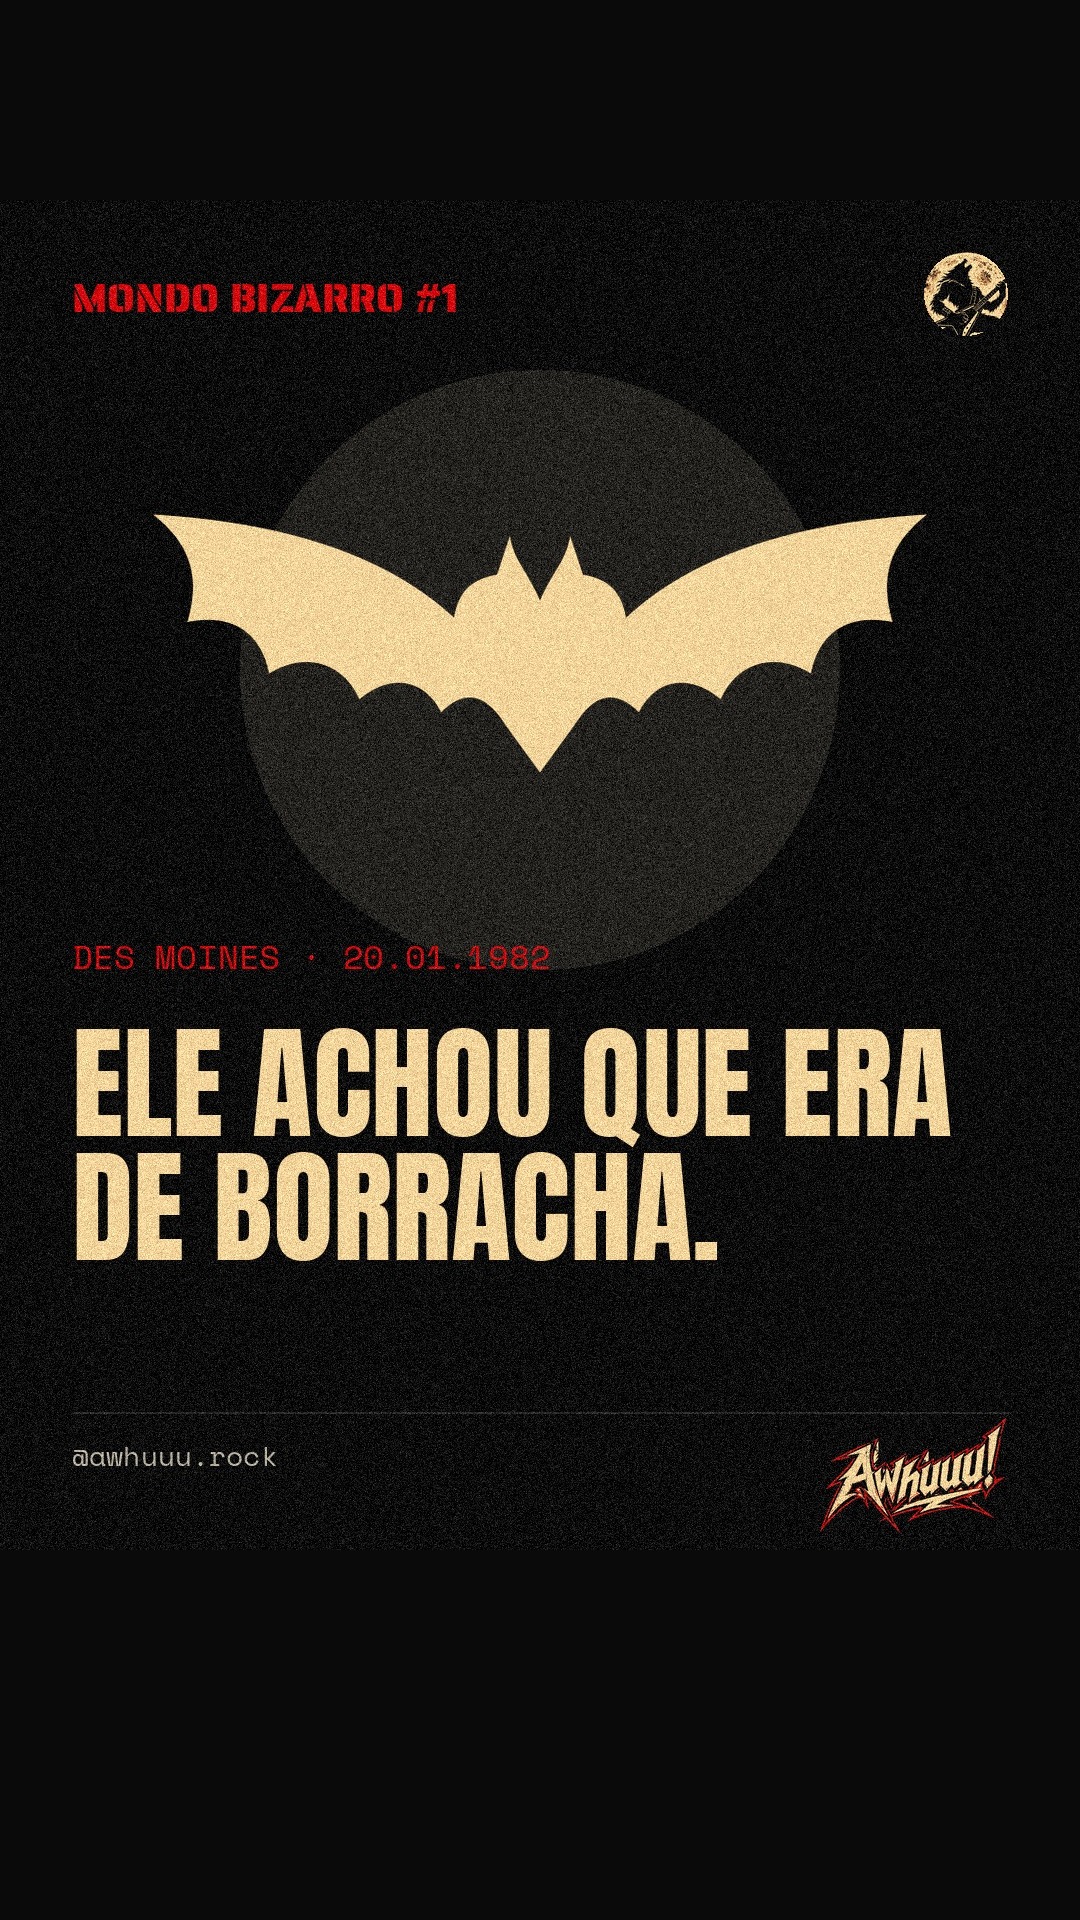 MONDO BIZARRO #1
DES MOINES · 20.01.1982
ELE ACHOU QUE ERA
DE BORRACHA.
@awhuuu.rock
Awhuuu!